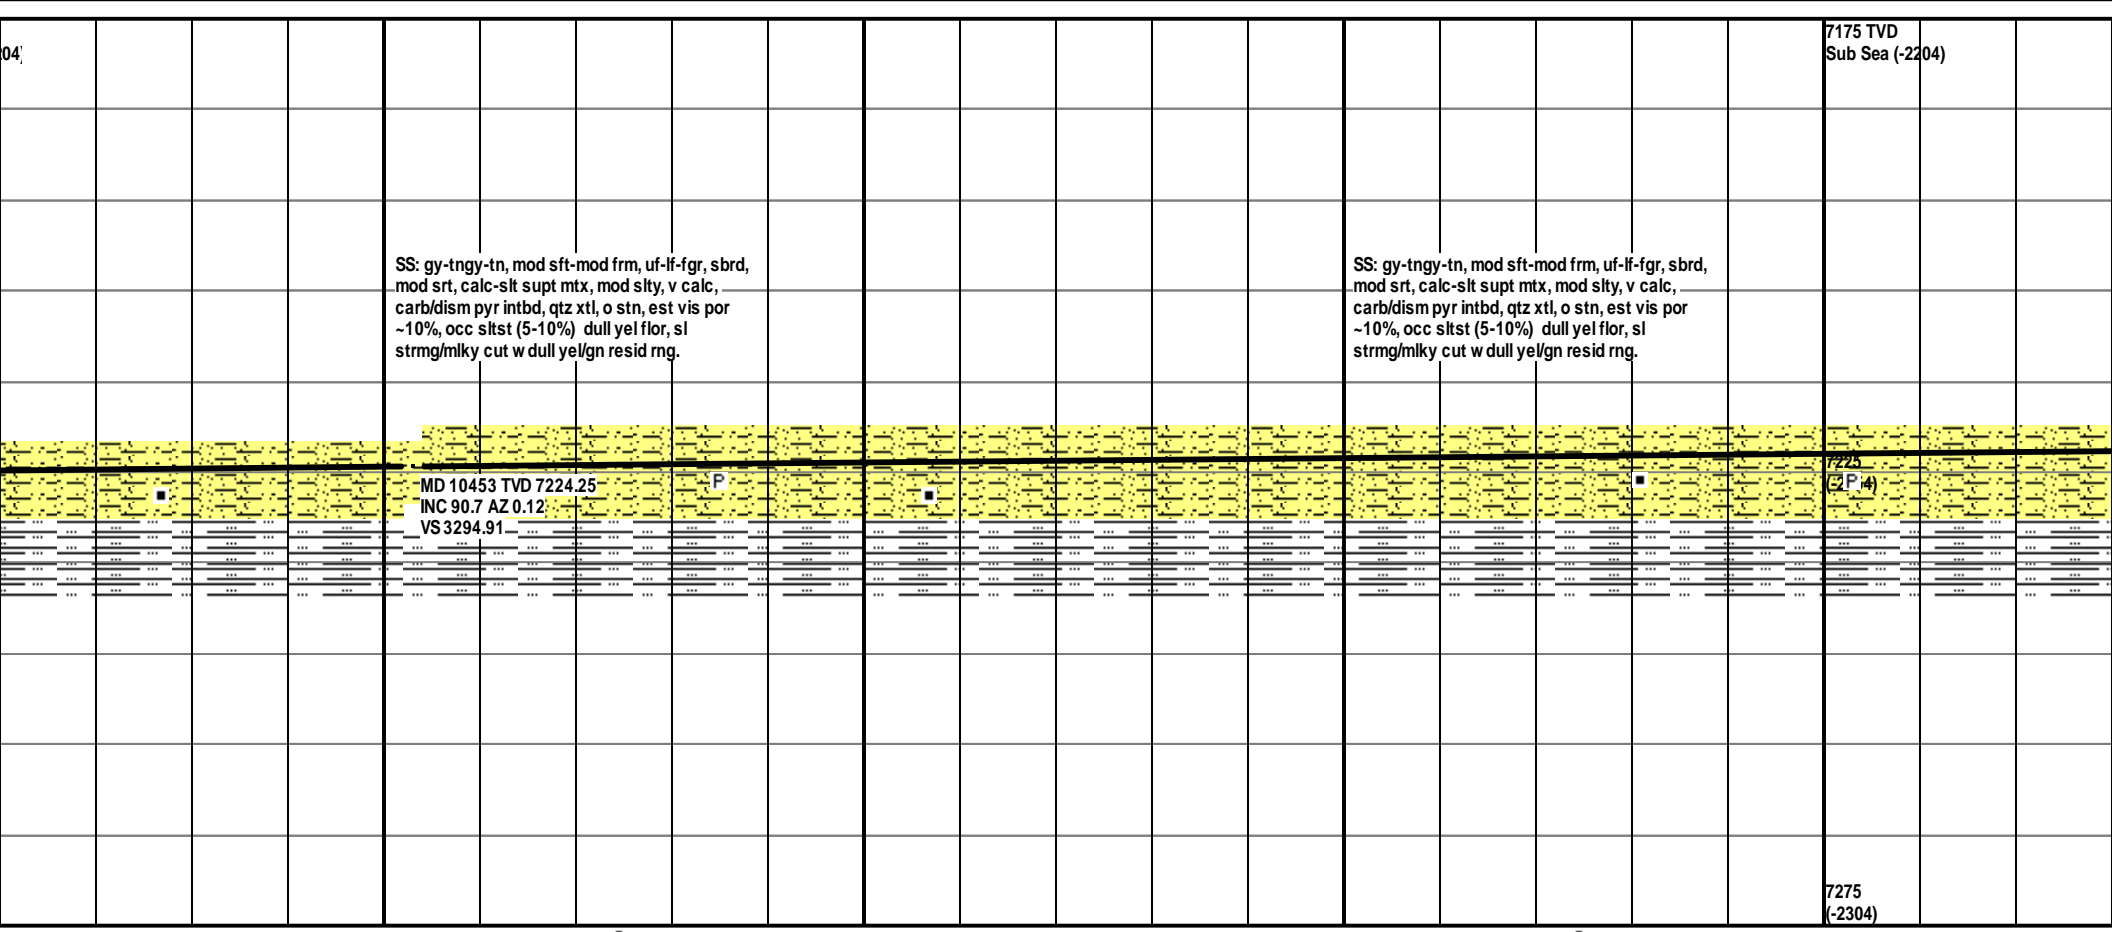 04)
7175 TVD
Sub Sea (-2204)
SS: gy-tngy-tn, mod sft-mod frm, uf-lf-fgr, sbrd,
mod srt, calc-slt supt mtx, mod slty, v calc,
carb/dism pyr intbd, qtz xtl, o stn, est vis por
~10%, occ sltst (5-10%) dull yel flor, sl
strmg/mlky cut w dull yel/gn resid rng.
SS: gy-tngy-tn, mod sft-mod frm, uf-lf-fgr, sbrd,
mod srt, calc-slt supt mtx, mod slty, v calc,
carb/dism pyr intbd, qtz xtl, o stn, est vis por
~10%, occ sltst (5-10%) dull yel flor, sl
strmg/mlky cut w dull yel/gn resid rng.
MD 10453 TVD 7224.25
INC 90.7 AZ 0.12
VS 3294.91
P
7225
P
7275
(-2304)